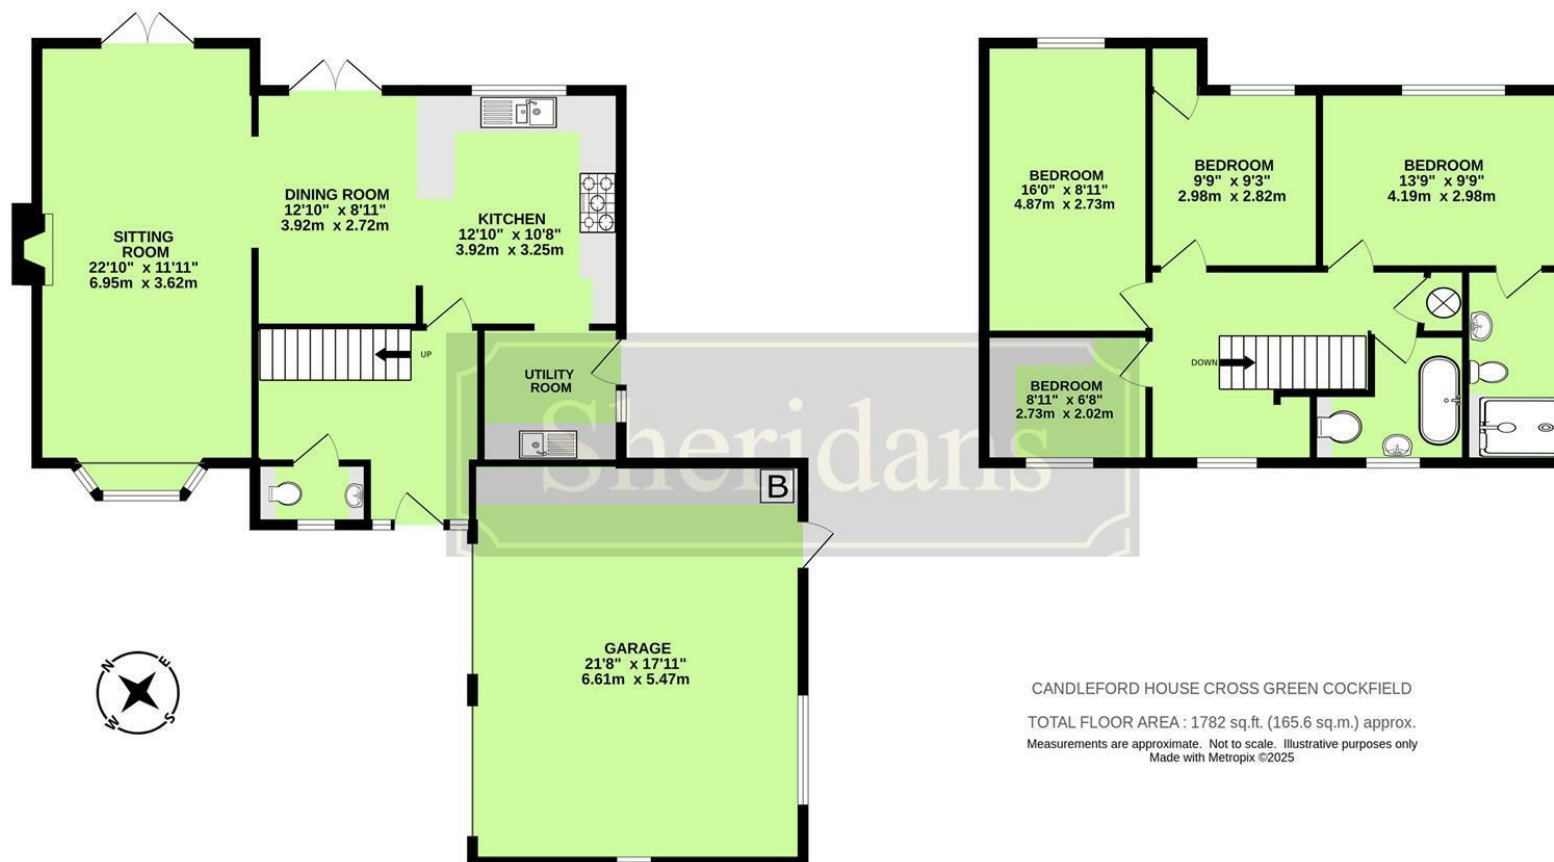 SITTING
ROOM
22'10" x 11'11"
6.95m x 3.62m
DINING ROOM
12'10" x 8'11"
3.92m x 2.72m
KITCHEN
12'10" x 10'8"
3.92m x 3.25m
UP
UTILITY
ROOM
B
GARAGE
21'8" x 17'11"
6.61m x 5.47m
N
E
S
W
BEDROOM
16'0" x 8'11"
4.87m x 2.73m
BEDROOM
9'9" x 9'3"
2.98m x 2.82m
BEDROOM
13'9" x 9'9"
4.19m x 2.98m
DOWN
BEDROOM
8'11" x 6'8"
2.73m x 2.02m
Sheridans
CANDLEFORD HOUSE CROSS GREEN COCKFIELD
TOTAL FLOOR AREA : 1782 sq.ft. (165.6 sq.m.) approx.
Measurements are approximate. Not to scale. Illustrative purposes only
Made with Metropix ©2025